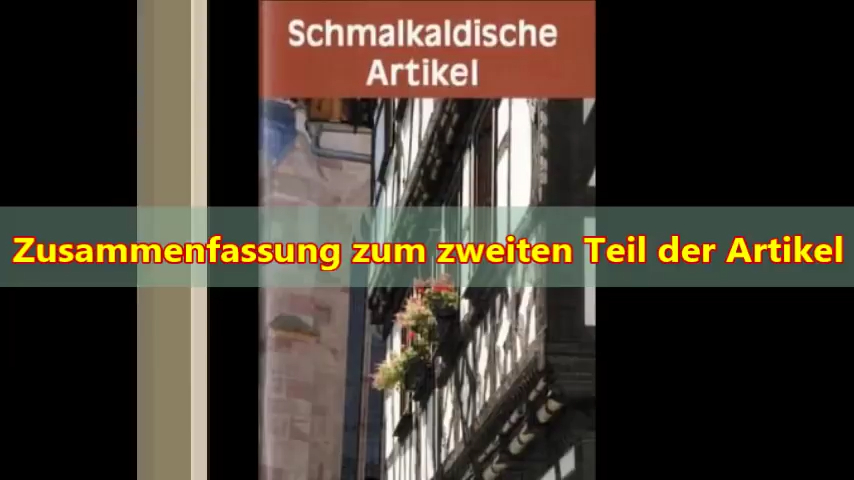 Schmalkaldische
Artikel
Zusammenfassung zum zweiten Teil der Artikel